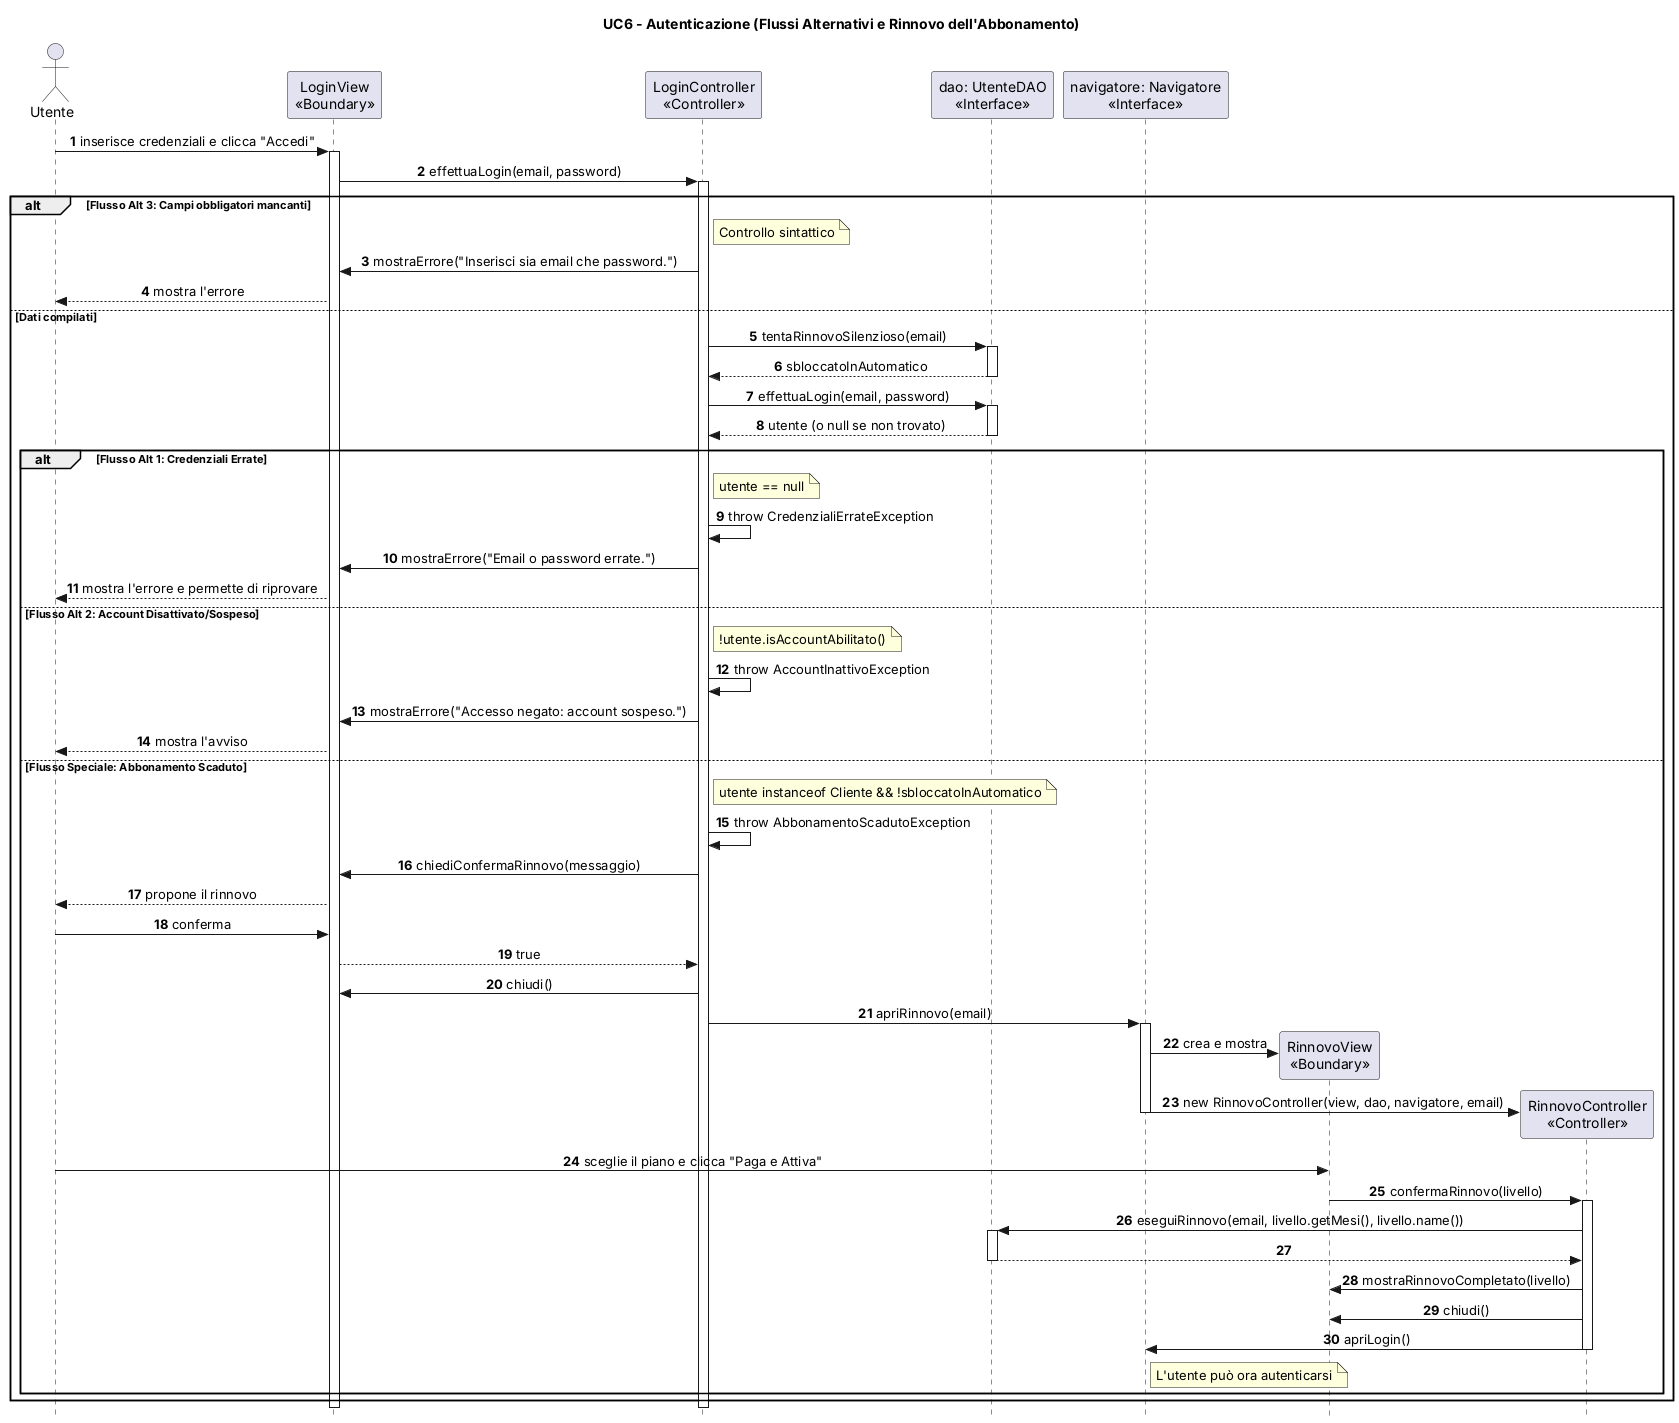 UC6 - Autenticazione (Flussi Alternativi e Rinnovo dell'Abbonamento)
Utente
LoginView
«Boundary»
LoginController
«Controller»
dao: UtenteDAO
«Interface»
navigatore: Navigatore
«Interface»
1 inserisce credenziali e clicca "Accedi"
2 effettuaLogin(email, password)
alt [Flusso Alt 3: Campi obbligatori mancanti]
Controllo sintattico
3 mostraErrore("Inserisci sia email che password.")
4 mostra l'errore
[Dati compilati]
5 tentaRinnovoSilenzioso(email)
6 sbloccatoInAutomatico
7 effettuaLogin(email, password)
8 utente (o null se non trovato)
alt [Flusso Alt 1: Credenziali Errate]
utente == null
9 throw CredenzialiErrateException
10 mostraErrore("Email o password errate.")
11 mostra l'errore e permette di riprovare
[Flusso Alt 2: Account Disattivato/Sospeso]
!utente.isAccountAbilitato()
12 throw AccountInattivoException
13 mostraErrore("Accesso negato: account sospeso.")
14 mostra l'avviso
[Flusso Speciale: Abbonamento Scaduto]
utente instanceof Cliente && !sbloccatoInAutomatico
15 throw AbbonamentoScadutoException
16 chiediConfermaRinnovo(messaggio)
17 propone il rinnovo
18 conferma
19 true
20 chiudi()
21 apriRinnovo(email)
22 crea e mostra
RinnovoView
«Boundary»
23 new RinnovoController(view, dao, navigatore, email)
RinnovoController
«Controller»
24 sceglie il piano e clicca "Paga e Attiva"
25 confermaRinnovo(livello)
26 eseguiRinnovo(email, livello.getMesi(), livello.name())
27
28 mostraRinnovoCompletato(livello)
29 chiudi()
30 apriLogin()
L'utente può ora autenticarsi